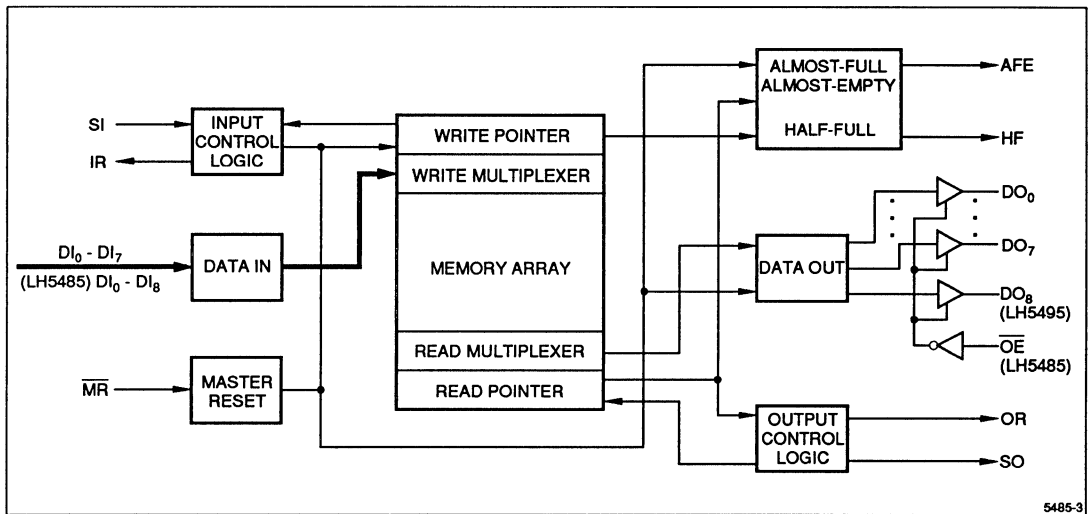 SI
IR
INPUT
CONTROL
LOGIC
DI₀ - DI₇
(LH5485) DI₀ - DI₈
DATA IN
M̅R̅
MASTER
RESET
WRITE POINTER
WRITE MULTIPLEXER
MEMORY ARRAY
READ MULTIPLEXER
READ POINTER
ALMOST-FULL
ALMOST-EMPTY
HALF-FULL
AFE
HF
DATA OUT
DO₀
DO₇
DO₈
(LH5495)
O̅E̅
(LH5485)
OUTPUT
CONTROL
LOGIC
OR
SO
5485-3